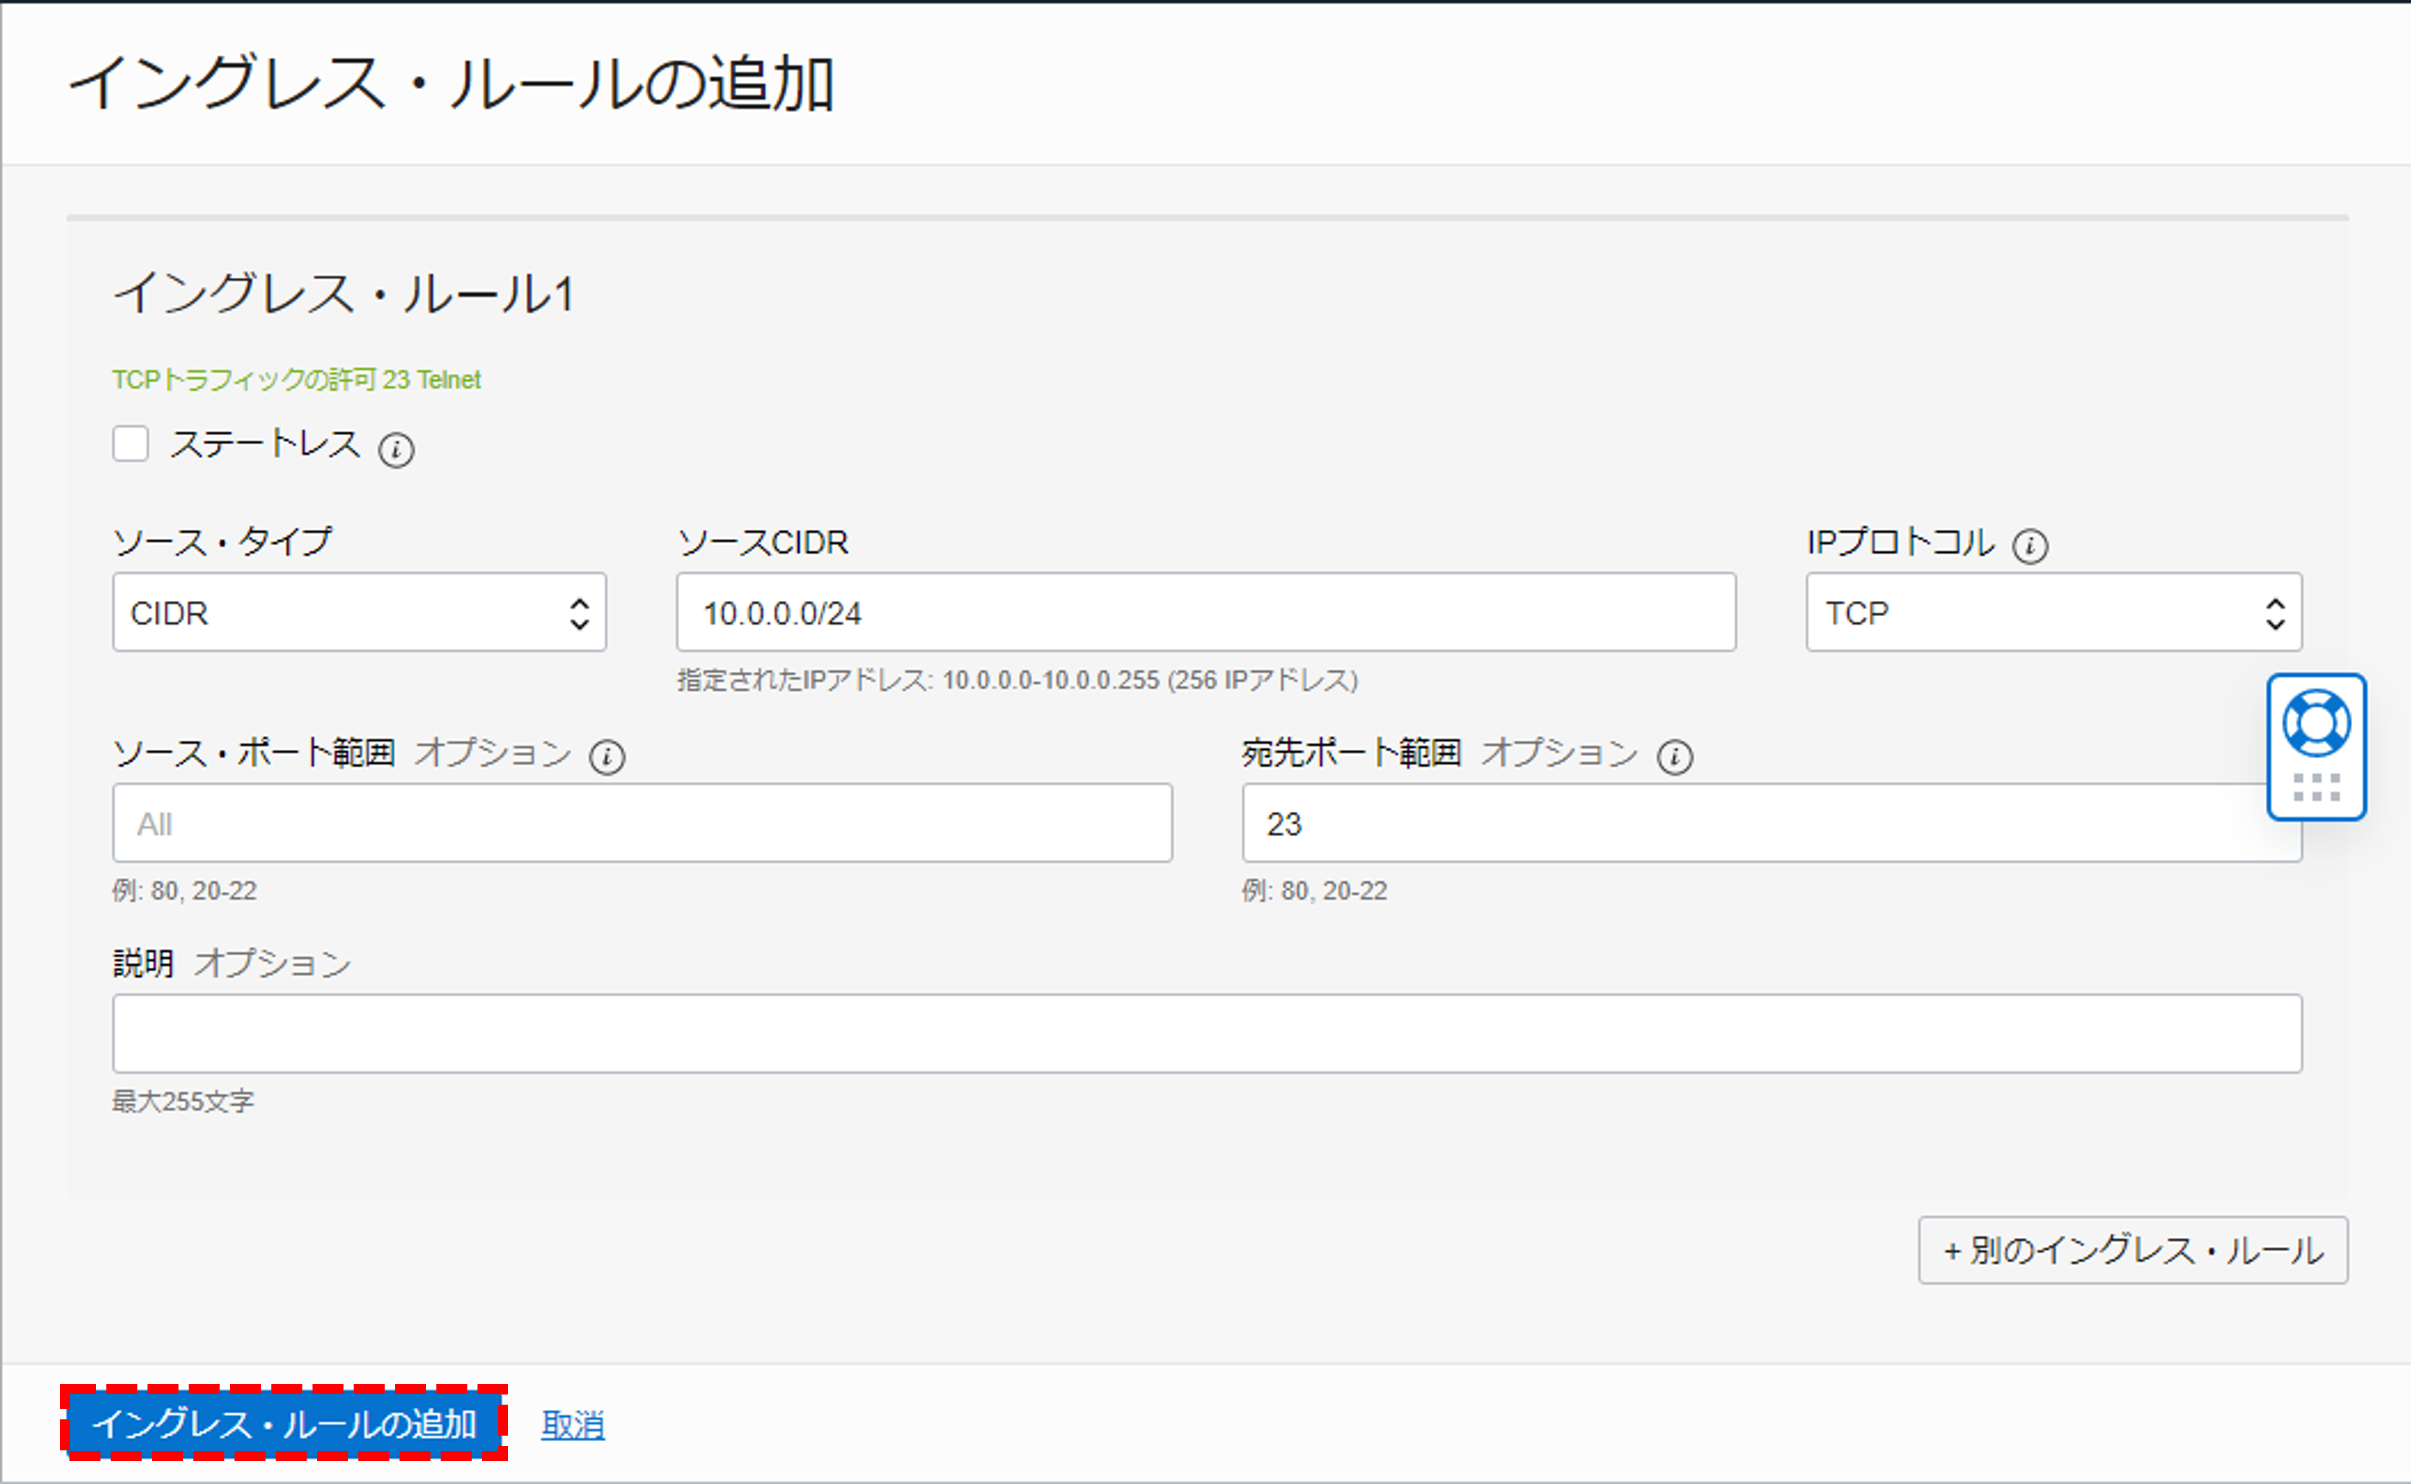 イングレス・ルールの追加
イングレス・ルール1
TCPトラフィックの許可 23 Telnet
ステートレス
ソース・タイプ ソースCIDR IPプロトコル
CIDR 10.0.0.0/24 TCP
指定されたIPアドレス: 10.0.0.0-10.0.0.255 (256 IPアドレス)
ソース・ポート範囲 オプション 宛先ポート範囲 オプション
All 23
例: 80, 20-22 例: 80, 20-22
説明 オプション
最大255文字
+ 別のイングレス・ルール
イングレス・ルールの追加 取消